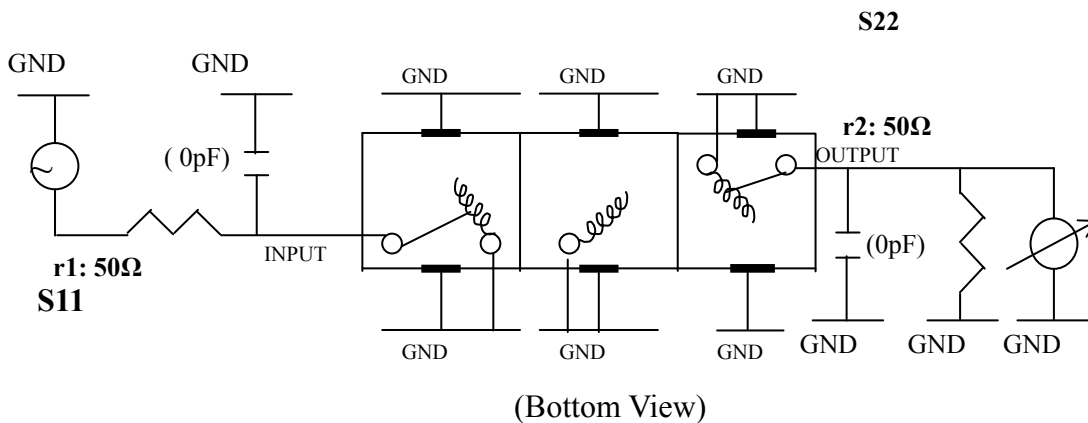 S22
GND
GND
GND
GND
GND
r2: 50Ω
( 0pF)
OUTPUT
INPUT
(0pF)
r1: 50Ω
S11
GND
GND
GND
GND
GND
GND
(Bottom View)